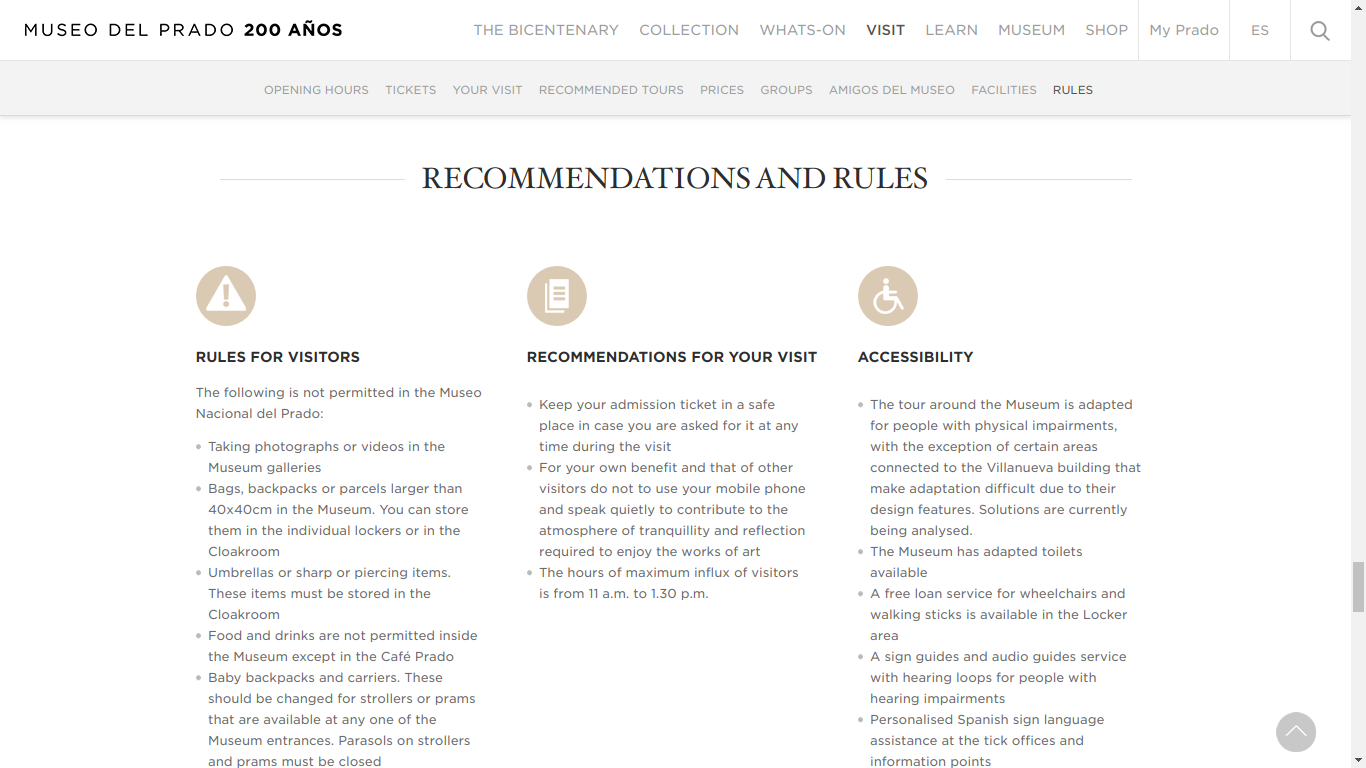 MUSEO DEL PRADO 200 AÑOS
THE BICENTENARY COLLECTION WHATS-ON VISIT LEARN MUSEUM SHOP My Prado ES
OPENING HOURS TICKETS YOUR VISIT RECOMMENDED TOURS PRICES GROUPS AMIGOS DEL MUSEO FACILITIES RULES
RECOMMENDATIONS AND RULES
RULES FOR VISITORS
The following is not permitted in the Museo
Nacional del Prado:
Taking photographs or videos in the
Museum galleries
Bags, backpacks or parcels larger than
40x40cm in the Museum. You can store
them in the individual lockers or in the
Cloakroom
Umbrellas or sharp or piercing items.
These items must be stored in the
Cloakroom
Food and drinks are not permitted inside
the Museum except in the Café Prado
Baby backpacks and carriers. These
should be changed for strollers or prams
that are available at any one of the
Museum entrances. Parasols on strollers
and prams must be closed
RECOMMENDATIONS FOR YOUR VISIT
Keep your admission ticket in a safe
place in case you are asked for it at any
time during the visit
For your own benefit and that of other
visitors do not to use your mobile phone
and speak quietly to contribute to the
atmosphere of tranquillity and reflection
required to enjoy the works of art
The hours of maximum influx of visitors
is from 11 a.m. to 1.30 p.m.
ACCESSIBILITY
The tour around the Museum is adapted
for people with physical impairments,
with the exception of certain areas
connected to the Villanueva building that
make adaptation difficult due to their
design features. Solutions are currently
being analysed.
The Museum has adapted toilets
available
A free loan service for wheelchairs and
walking sticks is available in the Locker
area
A sign guides and audio guides service
with hearing loops for people with
hearing impairments
Personalised Spanish sign language
assistance at the tick offices and
information points